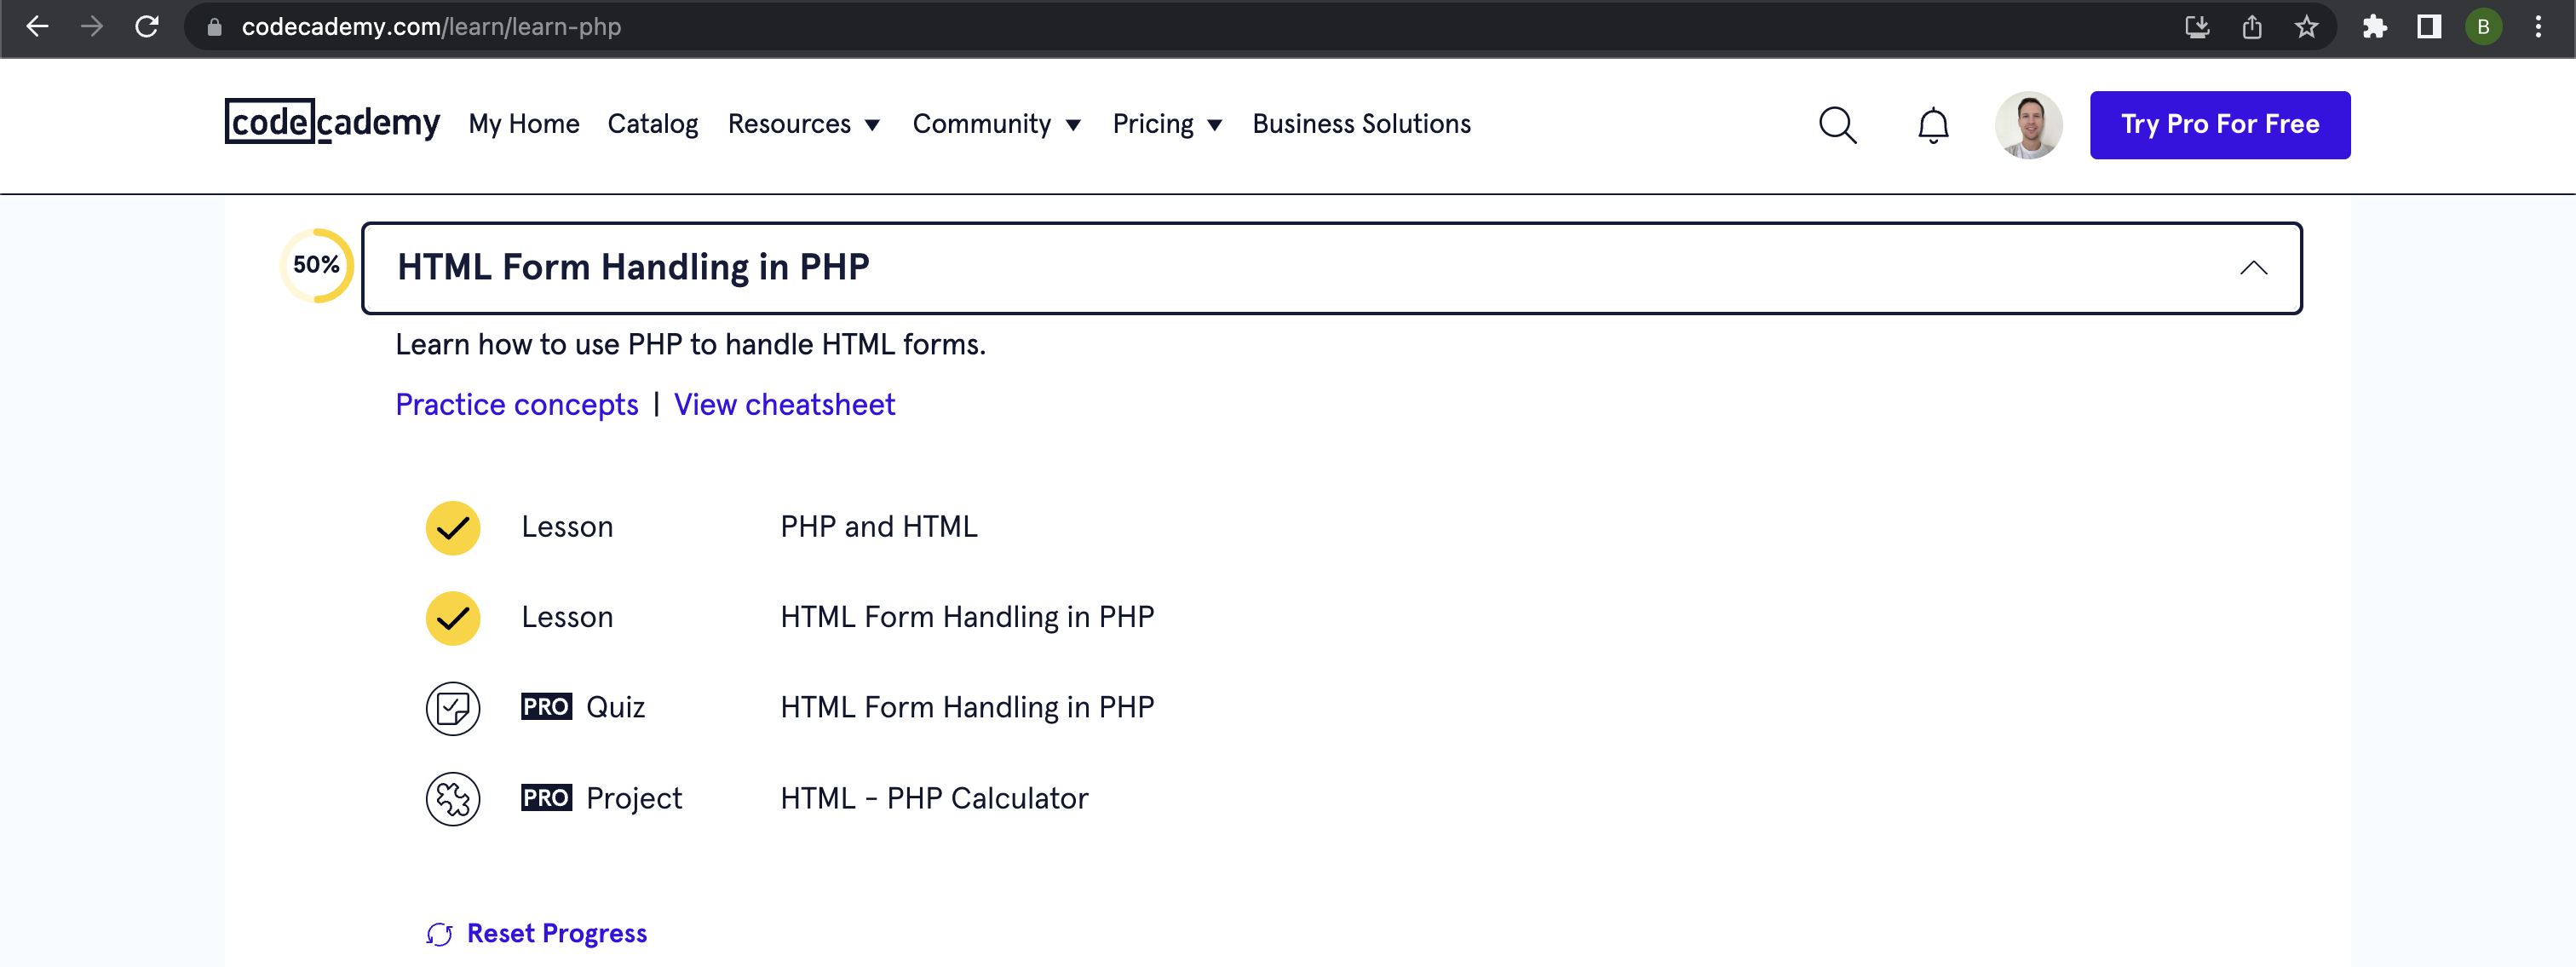 codecademy.com/learn/learn-php
B
codecademy My Home Catalog Resources Community Pricing Business Solutions Try Pro For Free
50% HTML Form Handling in PHP
Learn how to use PHP to handle HTML forms.
Practice concepts | View cheatsheet
Lesson PHP and HTML
Lesson HTML Form Handling in PHP
PRO Quiz HTML Form Handling in PHP
PRO Project HTML - PHP Calculator
Reset Progress